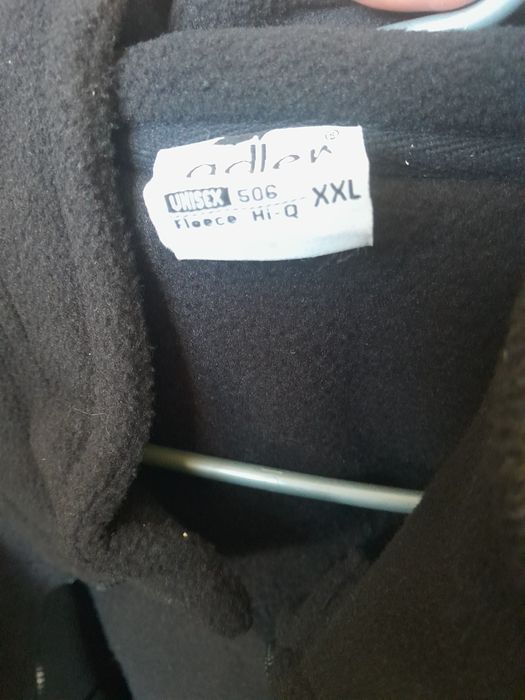 adler®
UNISEX 506 XXL
fleece Hi-Q